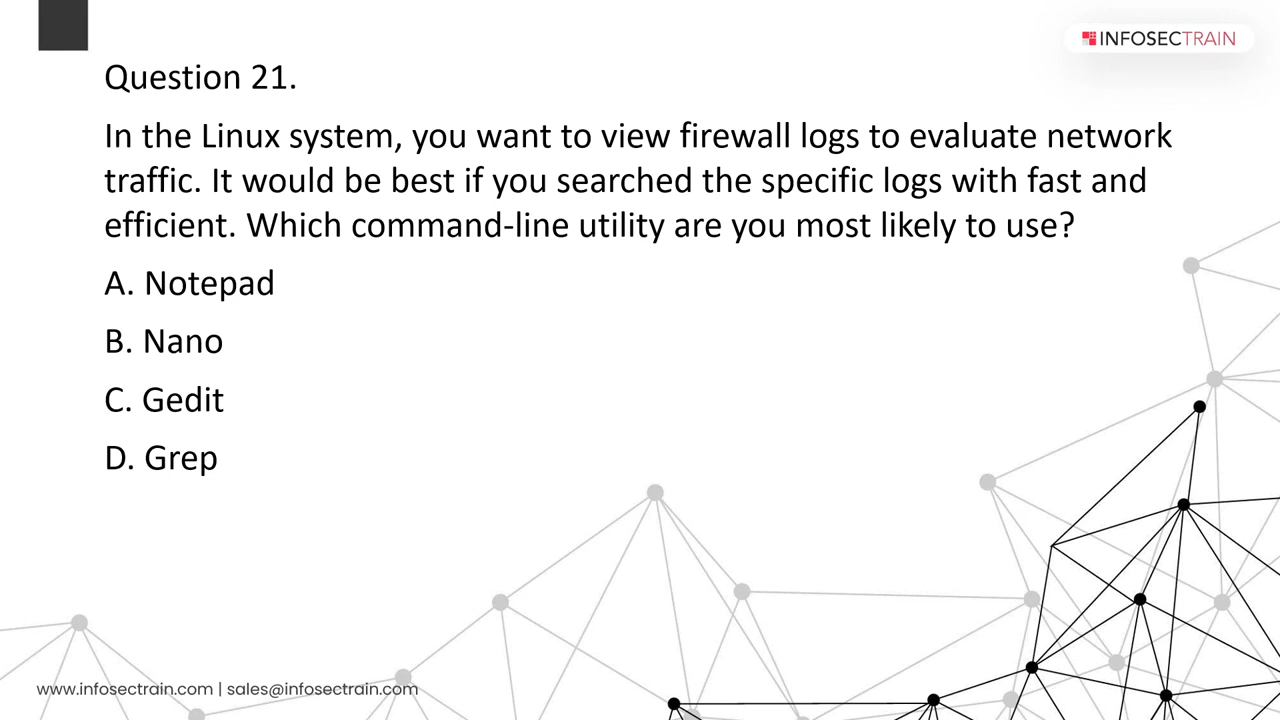 INFOSECTRAIN
Question 21.
In the Linux system, you want to view firewall logs to evaluate network
traffic. It would be best if you searched the specific logs with fast and
efficient. Which command-line utility are you most likely to use?
A. Notepad
B. Nano
C. Gedit
D. Grep
www.infosectrain.com | sales@infosectrain.com